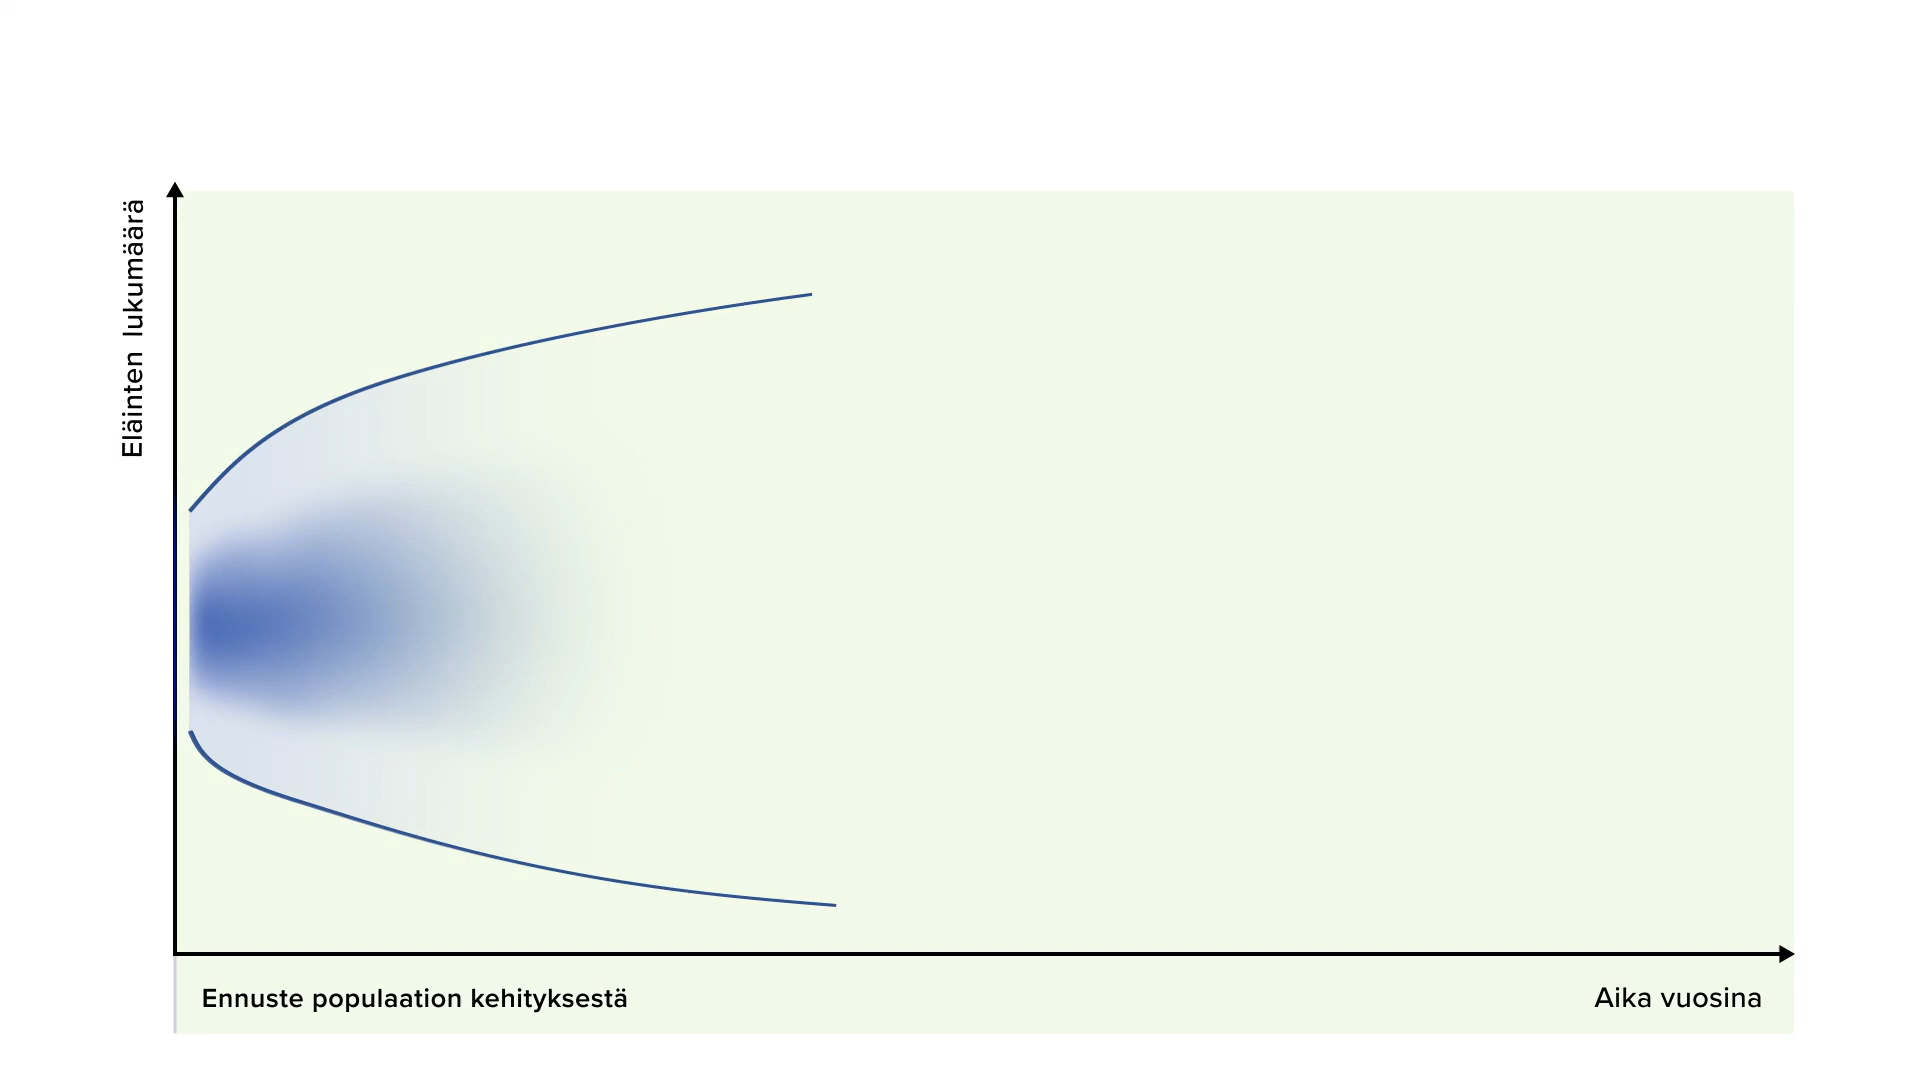 Eläinten lukumäärä
Ennuste populaation kehityksestä
Aika vuosina